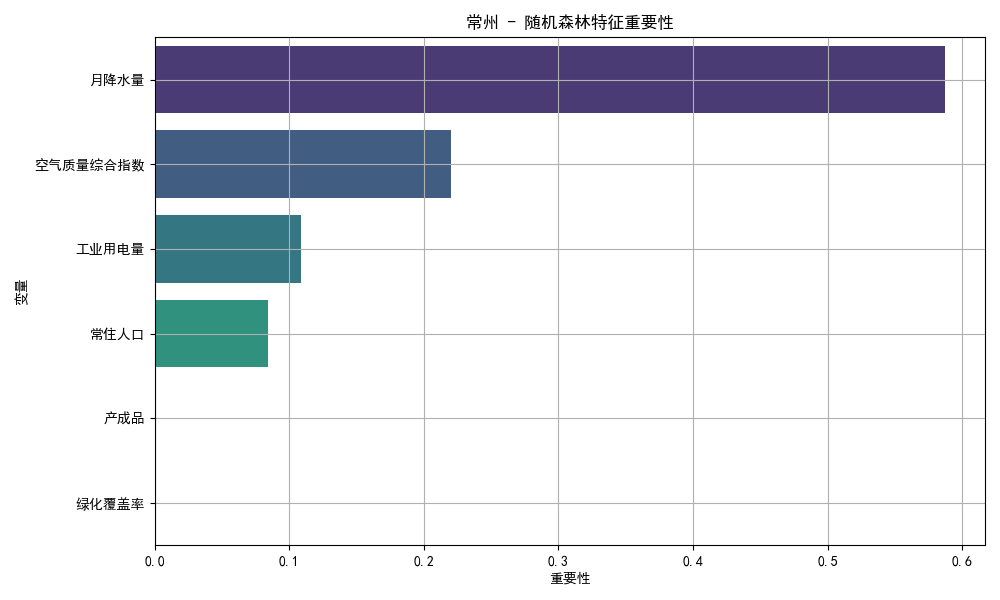 常州 - 随机森林特征重要性
月降水量
空气质量综合指数
工业用电量
常住人口
产成品
绿化覆盖率
变量
0.0 0.1 0.2 0.3 0.4 0.5 0.6
重要性